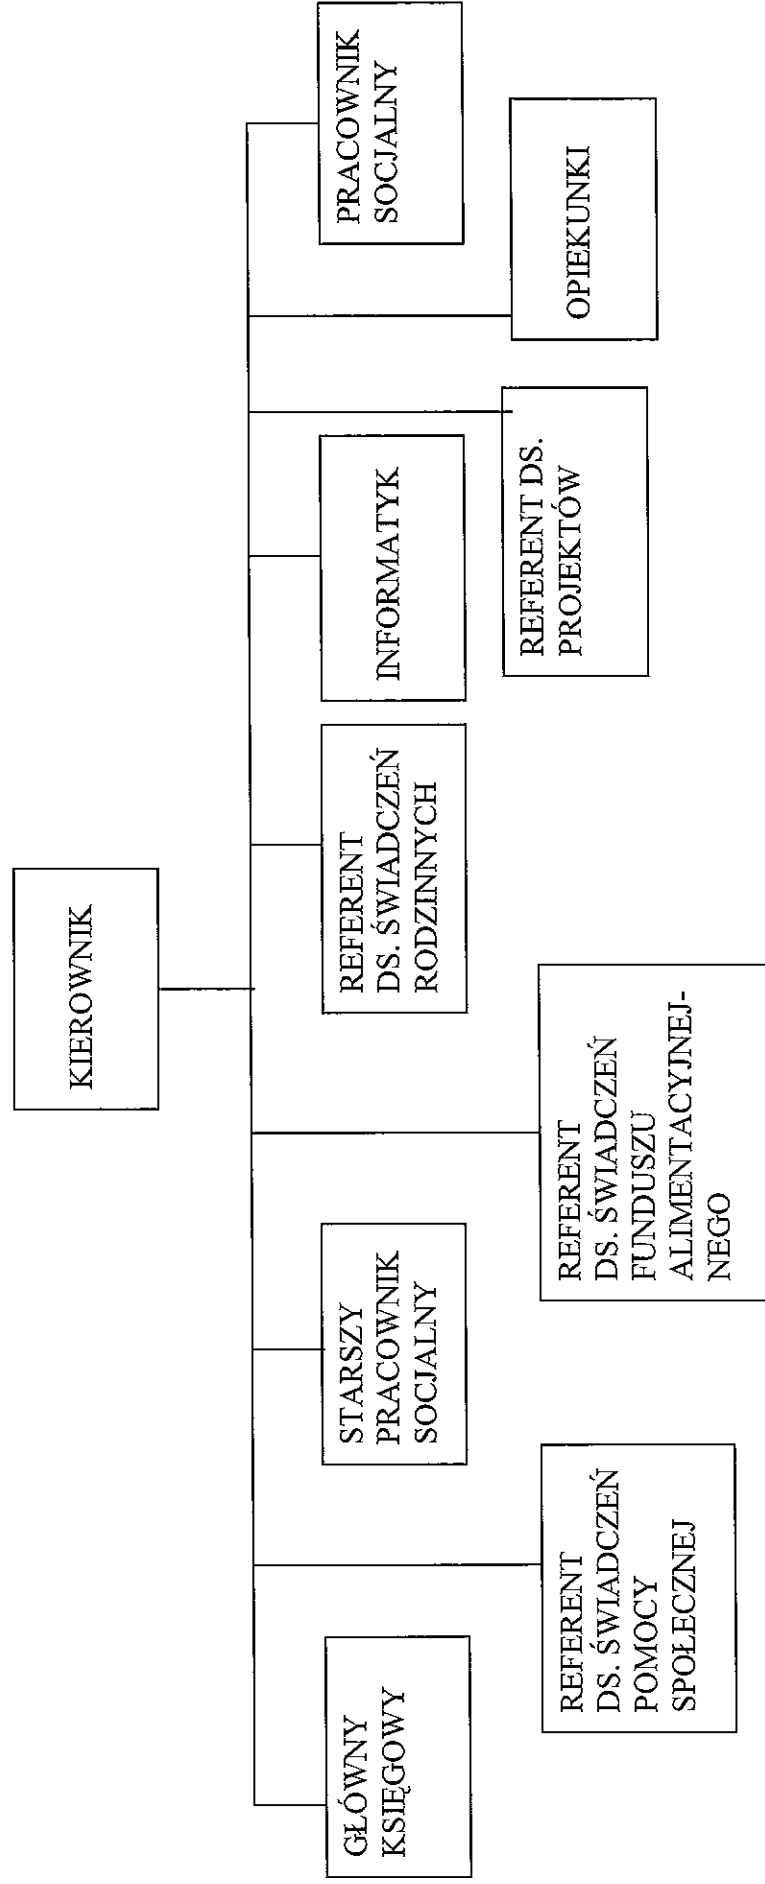 KIEROWNIK
GŁÓWNY
KSIĘGOWY
STARSZY
PRACOWNIK
SOCJALNY
REFERENT
DS. ŚWIADCZEŃ
RODZINNYCH
INFORMATYK
PRACOWNIK
SOCJALNY
REFERENT
DS. ŚWIADCZEŃ
POMOCY
SPOŁECZNEJ
REFERENT
DS. ŚWIADCZEŃ
FUNDUSZU
ALIMENTACYJNEJ-
NEGO
REFERENT DS.
PROJEKTÓW
OPIEKUNKI